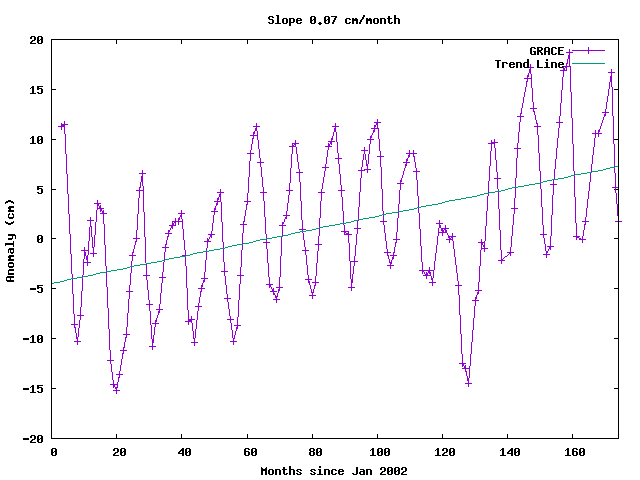 Slope 0.07 cm/month
GRACE
Trend Line
20
15
10
5
0
-5
-10
-15
-20
Anomaly (cm)
0 20 40 60 80 100 120 140 160
Months since Jan 2002